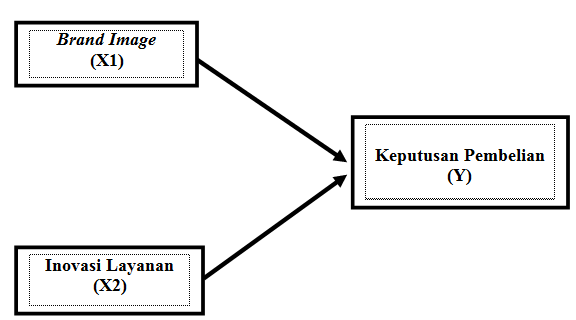 Brand Image
(X1)
Keputusan Pembelian
(Y)
Inovasi Layanan
(X2)